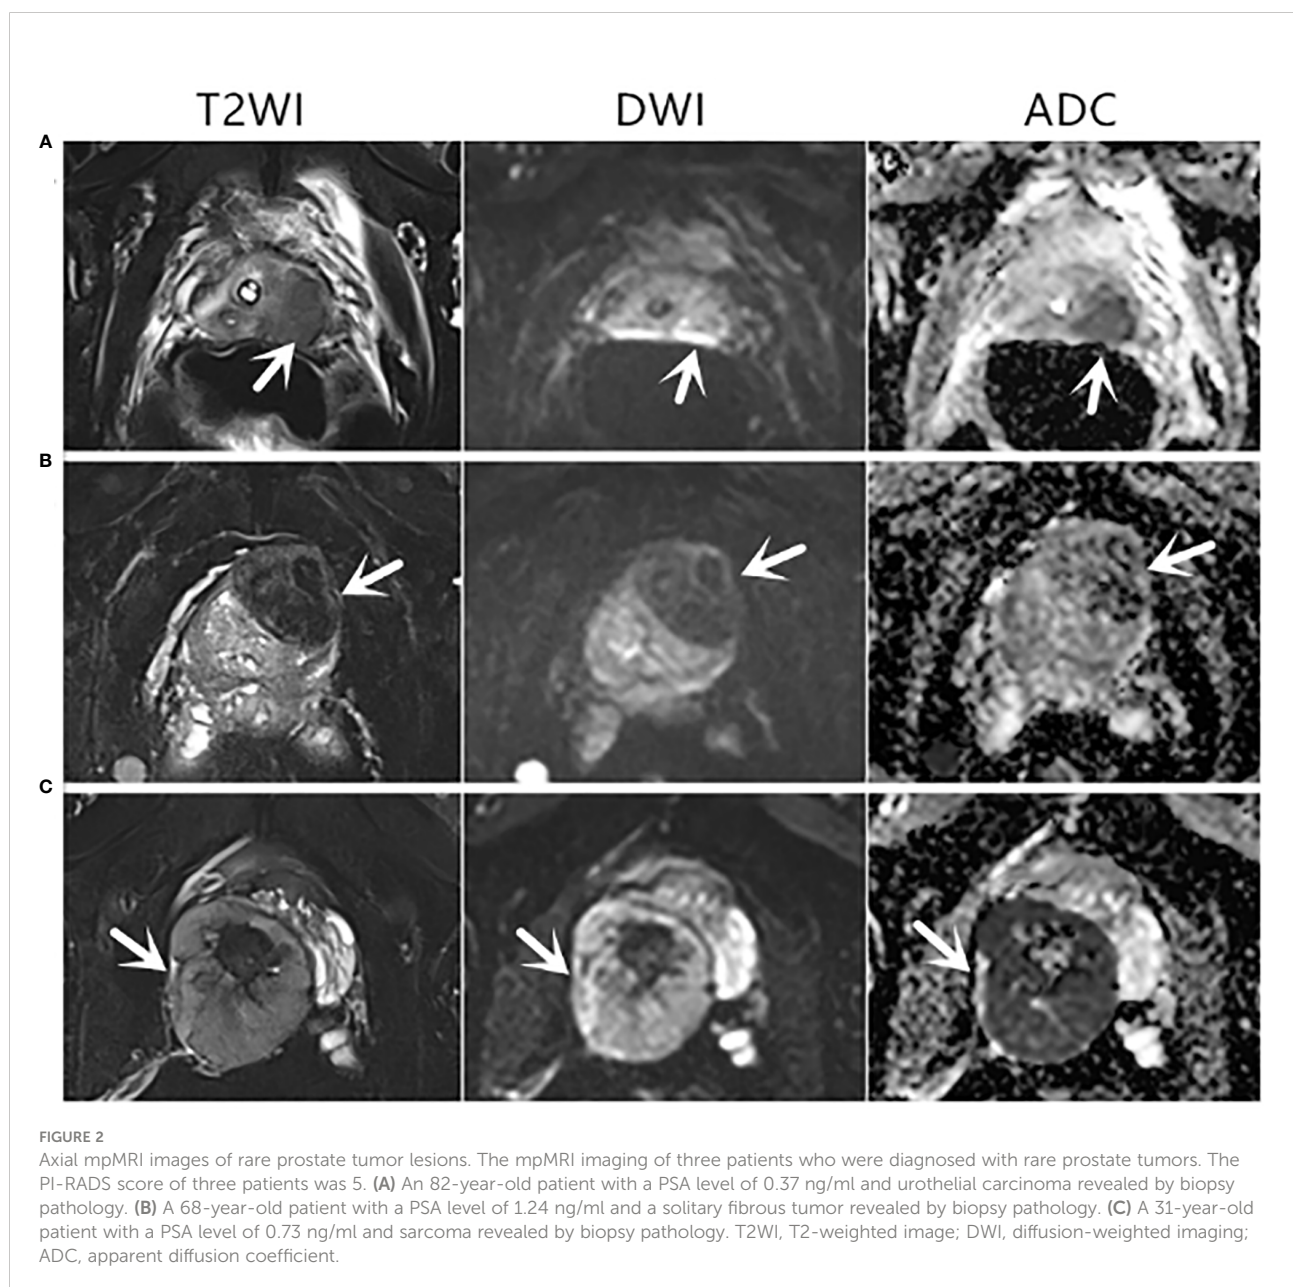 T2WI DWI ADC
A
B
C
FIGURE 2
Axial mpMRI images of rare prostate tumor lesions. The mpMRI imaging of three patients who were diagnosed with rare prostate tumors. The
PI-RADS score of three patients was 5. (A) An 82-year-old patient with a PSA level of 0.37 ng/ml and urothelial carcinoma revealed by biopsy
pathology. (B) A 68-year-old patient with a PSA level of 1.24 ng/ml and a solitary fibrous tumor revealed by biopsy pathology. (C) A 31-year-old
patient with a PSA level of 0.73 ng/ml and sarcoma revealed by biopsy pathology. T2WI, T2-weighted image; DWI, diffusion-weighted imaging;
ADC, apparent diffusion coefficient.